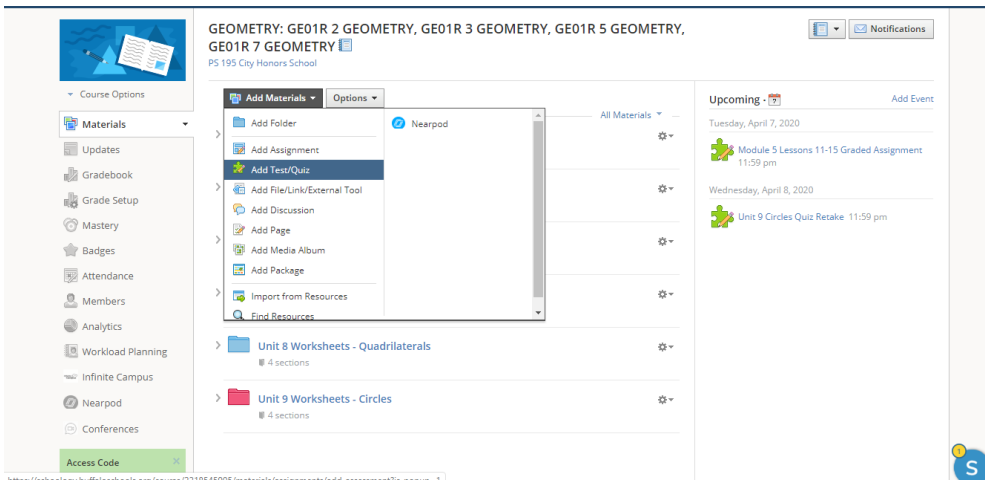 GEOMETRY: GE01R 2 GEOMETRY, GE01R 3 GEOMETRY, GE01R 5 GEOMETRY,
GE01R 7 GEOMETRY
PS 195 City Honors School
Notifications
Course Options
Materials
Updates
Gradebook
Grade Setup
Mastery
Badges
Attendance
Members
Analytics
Workload Planning
Infinite Campus
Nearpod
Conferences
Access Code
Add Materials
Options
All Materials
Add Folder
Add Assignment
Add Test/Quiz
Add File/Link/External Tool
Add Discussion
Add Page
Add Media Album
Add Package
Import from Resources
Find Resources
Nearpod
Unit 8 Worksheets - Quadrilaterals
4 sections
Unit 9 Worksheets - Circles
4 sections
Upcoming · 7
Add Event
Tuesday, April 7, 2020
Module 5 Lessons 11-15 Graded Assignment
11:59 pm
Wednesday, April 8, 2020
Unit 9 Circles Quiz Retake 11:59 pm
1
S